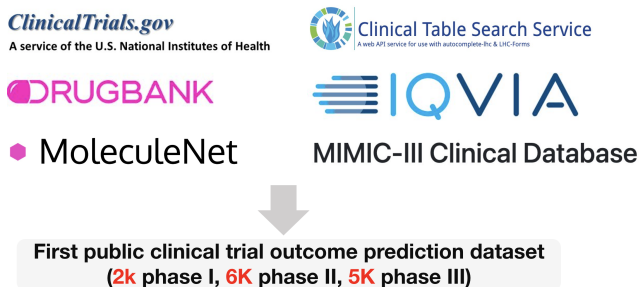 ClinicalTrials.gov
A service of the U.S. National Institutes of Health
Clinical Table Search Service
A web API service for use with autocomplete-lhc & LHC-Forms
DRUGBANK
IQVIA
MoleculeNet
MIMIC-III Clinical Database
First public clinical trial outcome prediction dataset
(2k phase I, 6K phase II, 5K phase III)